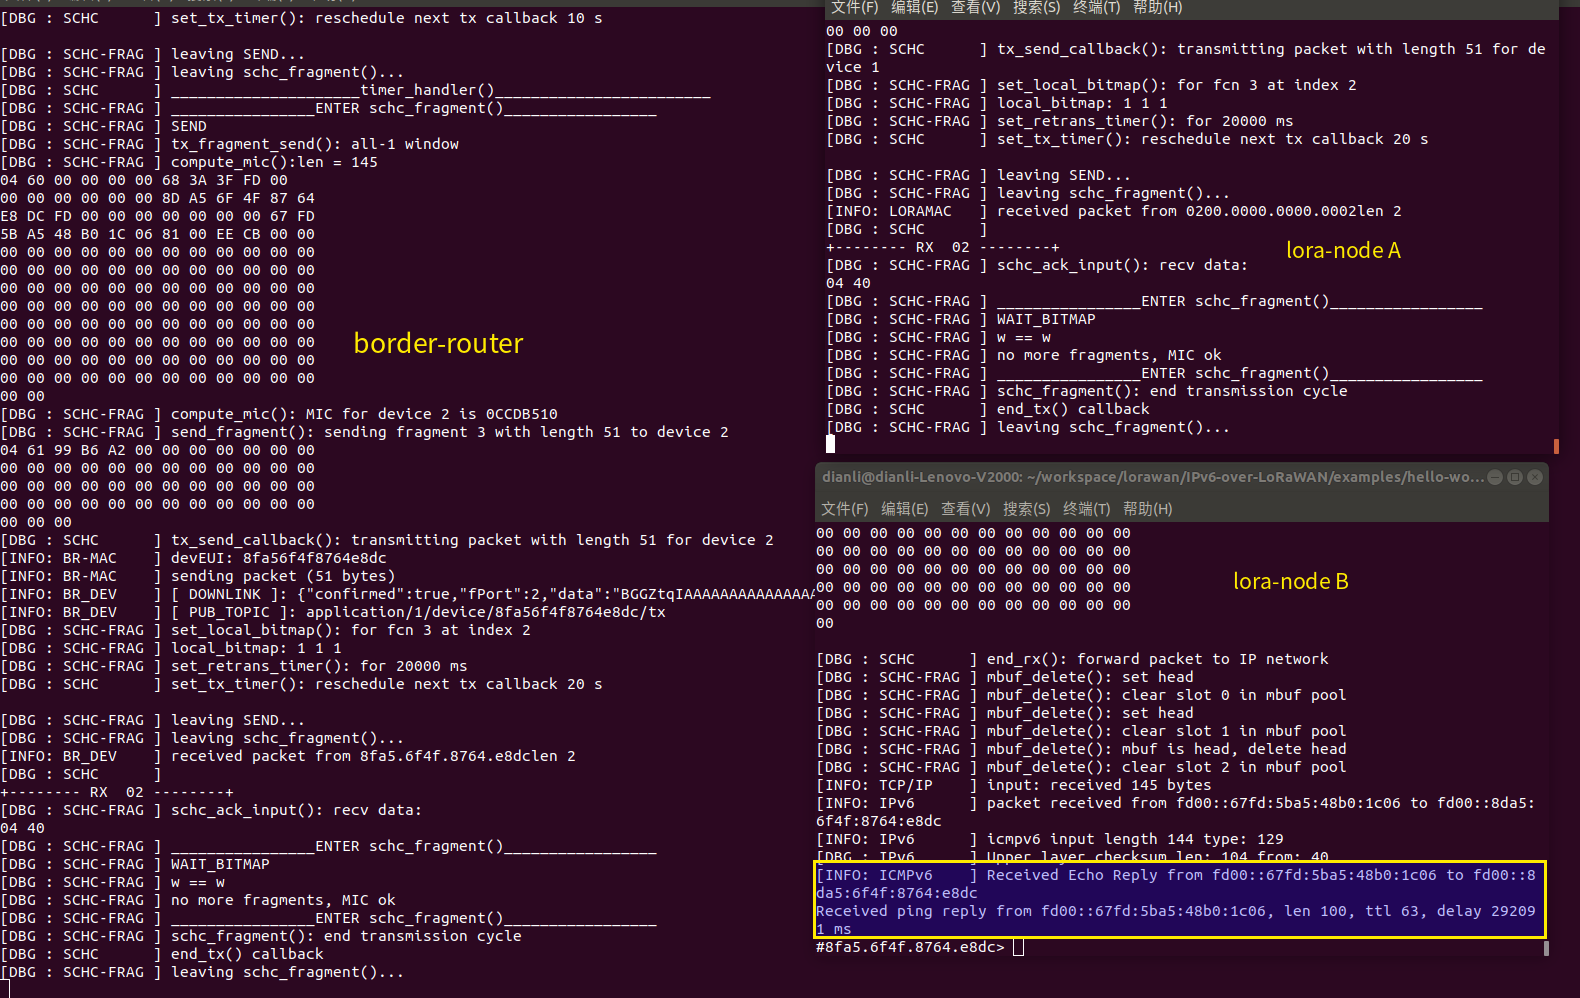 [DBG : SCHC      ] set_tx_timer(): reschedule next tx callback 10 s
[DBG : SCHC-FRAG ] leaving SEND...
[DBG : SCHC-FRAG ] leaving schc_fragment()...
[DBG : SCHC      ] _____________________timer_handler()________________________
[DBG : SCHC-FRAG ] ________________ENTER schc_fragment()_________________
[DBG : SCHC-FRAG ] SEND
[DBG : SCHC-FRAG ] tx_fragment_send(): all-1 window
[DBG : SCHC-FRAG ] compute_mic():len = 145
04 60 00 00 00 00 68 3A 3F FD 00
00 00 00 00 00 00 8D A5 6F 4F 87 64
E8 DC FD 00 00 00 00 00 00 00 67 FD
5B A5 48 B0 1C 06 81 00 EE CB 00 00
00 00 00 00 00 00 00 00 00 00 00 00
00 00 00 00 00 00 00 00 00 00 00 00
00 00 00 00 00 00 00 00 00 00 00 00
00 00 00 00 00 00 00 00 00 00 00 00
00 00 00 00 00 00 00 00 00 00 00 00
00 00 00 00 00 00 00 00 00 00 00 00
00 00 00 00 00 00 00 00 00 00 00 00
00 00 00 00 00 00 00 00 00 00 00 00
00 00
border-router
[DBG : SCHC-FRAG ] compute_mic(): MIC for device 2 is 0CCDB510
[DBG : SCHC-FRAG ] send_fragment(): sending fragment 3 with length 51 to device 2
04 61 99 B6 A2 00 00 00 00 00 00 00
00 00 00 00 00 00 00 00 00 00 00 00
00 00 00 00 00 00 00 00 00 00 00 00
00 00 00 00 00 00 00 00 00 00 00 00
00 00 00
[DBG : SCHC      ] tx_send_callback(): transmitting packet with length 51 for device 2
[INFO: BR-MAC    ] devEUI: 8fa56f4f8764e8dc
[INFO: BR-MAC    ] sending packet (51 bytes)
[INFO: BR_DEV    ] [ DOWNLINK ]: {"confirmed":true,"fPort":2,"data":"BGGZtqIAAAAAAAAAAAAAAA
[INFO: BR_DEV    ] [ PUB_TOPIC ]: application/1/device/8fa56f4f8764e8dc/tx
[DBG : SCHC-FRAG ] set_local_bitmap(): for fcn 3 at index 2
[DBG : SCHC-FRAG ] local_bitmap: 1 1 1
[DBG : SCHC-FRAG ] set_retrans_timer(): for 20000 ms
[DBG : SCHC      ] set_tx_timer(): reschedule next tx callback 20 s
[DBG : SCHC-FRAG ] leaving SEND...
[DBG : SCHC-FRAG ] leaving schc_fragment()...
[INFO: BR_DEV    ] received packet from 8fa5.6f4f.8764.e8dclen 2
[DBG : SCHC      ]
+-------- RX  02 --------+
[DBG : SCHC-FRAG ] schc_ack_input(): recv data:
04 40
[DBG : SCHC-FRAG ] ________________ENTER schc_fragment()_________________
[DBG : SCHC-FRAG ] WAIT_BITMAP
[DBG : SCHC-FRAG ] w == w
[DBG : SCHC-FRAG ] no more fragments, MIC ok
[DBG : SCHC-FRAG ] ________________ENTER schc_fragment()_________________
[DBG : SCHC-FRAG ] schc_fragment(): end transmission cycle
[DBG : SCHC      ] end_tx() callback
[DBG : SCHC-FRAG ] leaving schc_fragment()...
文件(F) 编辑(E) 查看(V) 搜索(S) 终端(T) 帮助(H)
00 00 00
[DBG : SCHC      ] tx_send_callback(): transmitting packet with length 51 for de
vice 1
[DBG : SCHC-FRAG ] set_local_bitmap(): for fcn 3 at index 2
[DBG : SCHC-FRAG ] local_bitmap: 1 1 1
[DBG : SCHC-FRAG ] set_retrans_timer(): for 20000 ms
[DBG : SCHC      ] set_tx_timer(): reschedule next tx callback 20 s
[DBG : SCHC-FRAG ] leaving SEND...
[DBG : SCHC-FRAG ] leaving schc_fragment()...
[INFO: LORAMAC   ] received packet from 0200.0000.0000.0002len 2
[DBG : SCHC      ]
+-------- RX  02 --------+
lora-node A
[DBG : SCHC-FRAG ] schc_ack_input(): recv data:
04 40
[DBG : SCHC-FRAG ] ________________ENTER schc_fragment()_________________
[DBG : SCHC-FRAG ] WAIT_BITMAP
[DBG : SCHC-FRAG ] w == w
[DBG : SCHC-FRAG ] no more fragments, MIC ok
[DBG : SCHC-FRAG ] ________________ENTER schc_fragment()_________________
[DBG : SCHC-FRAG ] schc_fragment(): end transmission cycle
[DBG : SCHC      ] end_tx() callback
[DBG : SCHC-FRAG ] leaving schc_fragment()...
dianli@dianli-Lenovo-V2000: ~/workspace/lorawan/IPv6-over-LoRaWAN/examples/hello-wo...
文件(F) 编辑(E) 查看(V) 搜索(S) 终端(T) 帮助(H)
00 00 00 00 00 00 00 00 00 00 00 00
00 00 00 00 00 00 00 00 00 00 00 00
00 00 00 00 00 00 00 00 00 00 00 00
00 00 00 00 00 00 00 00 00 00 00 00
00 00 00 00 00 00 00 00 00 00 00 00
00
lora-node B
[DBG : SCHC      ] end_rx(): forward packet to IP network
[DBG : SCHC-FRAG ] mbuf_delete(): set head
[DBG : SCHC-FRAG ] mbuf_delete(): clear slot 0 in mbuf pool
[DBG : SCHC-FRAG ] mbuf_delete(): set head
[DBG : SCHC-FRAG ] mbuf_delete(): clear slot 1 in mbuf pool
[DBG : SCHC-FRAG ] mbuf_delete(): mbuf is head, delete head
[DBG : SCHC-FRAG ] mbuf_delete(): clear slot 2 in mbuf pool
[INFO: TCP/IP    ] input: received 145 bytes
[INFO: IPv6      ] packet received from fd00::67fd:5ba5:48b0:1c06 to fd00::8da5:
6f4f:8764:e8dc
[INFO: IPv6      ] icmpv6 input length 144 type: 129
[DBG : IPv6      ] Upper layer checksum len: 104 from: 40
[INFO: ICMPv6    ] Received Echo Reply from fd00::67fd:5ba5:48b0:1c06 to fd00::8
da5:6f4f:8764:e8dc
Received ping reply from fd00::67fd:5ba5:48b0:1c06, len 100, ttl 63, delay 29209
1 ms
#8fa5.6f4f.8764.e8dc>